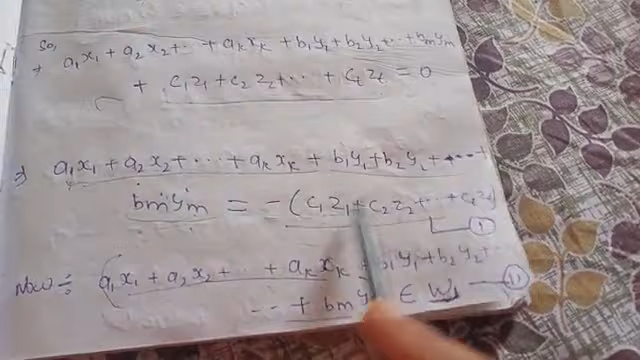 So,
⇒ a₁x₁ + a₂x₂ + ... + aₖxₖ + b₁y₁ + b₂y₂ + ... + bₘyₘ
+ c₁z₁ + c₂z₂ + ... + cₜzₜ = 0
⇒ a₁x₁ + a₂x₂ + ... + aₖxₖ + b₁y₁ + b₂y₂ + ... +
bₘyₘ = -(c₁z₁ + c₂z₂ + ... + cₜzₜ)
(I)
Now ÷ (a₁x₁ + a₂x₂ + ... + aₖxₖ + b₁y₁ + b₂y₂ + ...
... + bₘy ∈ W₁ — (II)